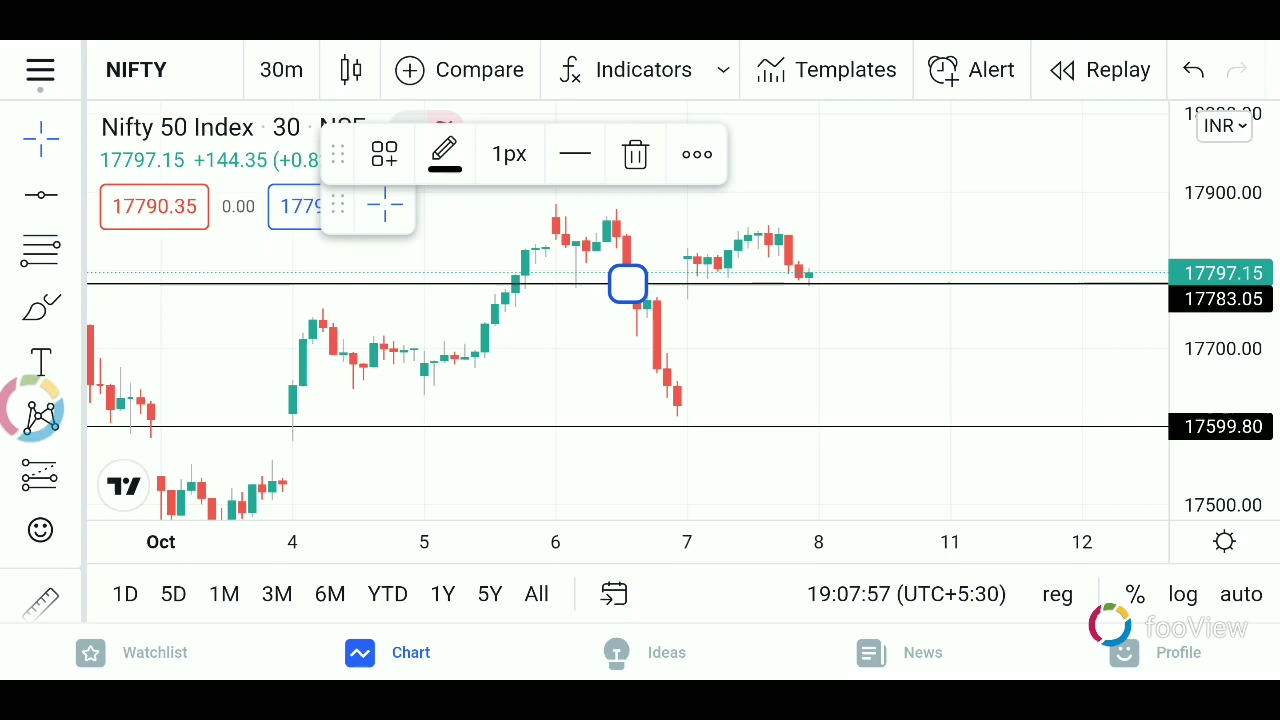 NIFTY 30m Compare Indicators Templates Alert Replay
Nifty 50 Index · 30 · NSE
17797.15 +144.35 (+0.8
1px
17790.35 0.00 1779
INR
17900.00
17797.15
17783.05
17700.00
17599.80
17500.00
Oct 4 5 6 7 8 11 12
1D 5D 1M 3M 6M YTD 1Y 5Y All 19:07:57 (UTC+5:30) reg % log auto
fooView
Watchlist Chart Ideas News Profile